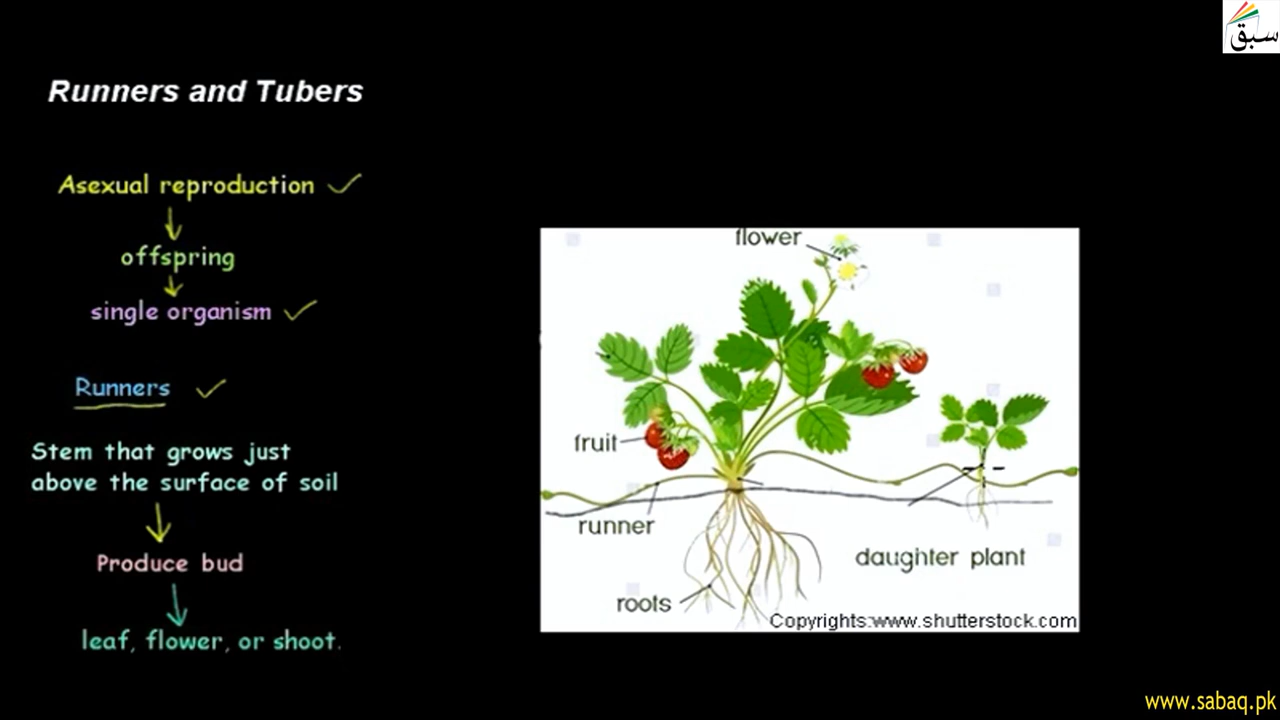 سبق
Runners and Tubers
Asexual reproduction
offspring
single organism
Runners
Stem that grows just
above the surface of soil
Produce bud
leaf, flower, or shoot.
flower
fruit
runner
daughter plant
roots
Copyrights:www.shutterstock.com
www.sabaq.pk